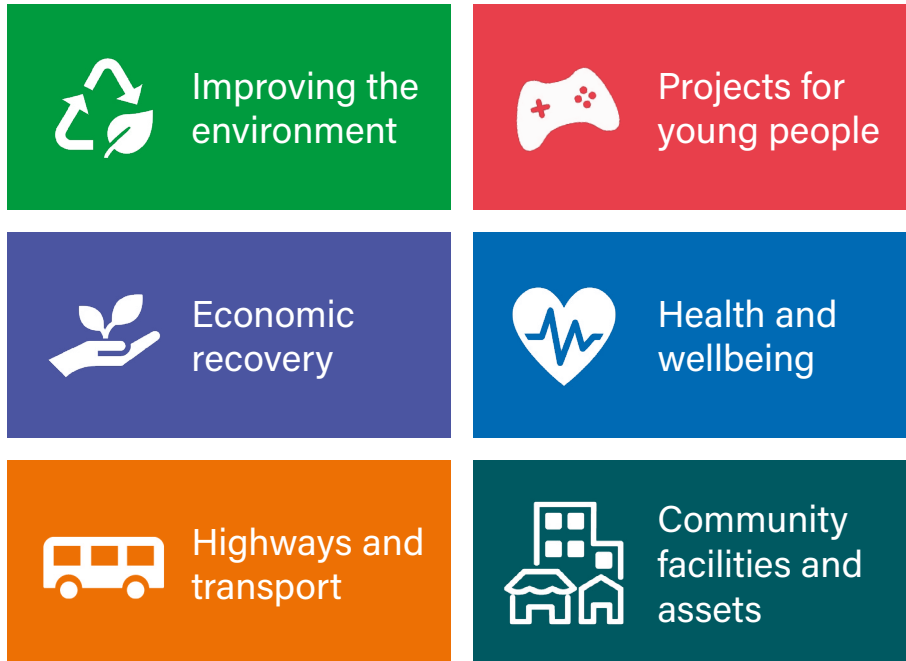 Improving the
environment
Projects for
young people
Economic
recovery
Health and
wellbeing
Highways and
transport
Community
facilities and
assets